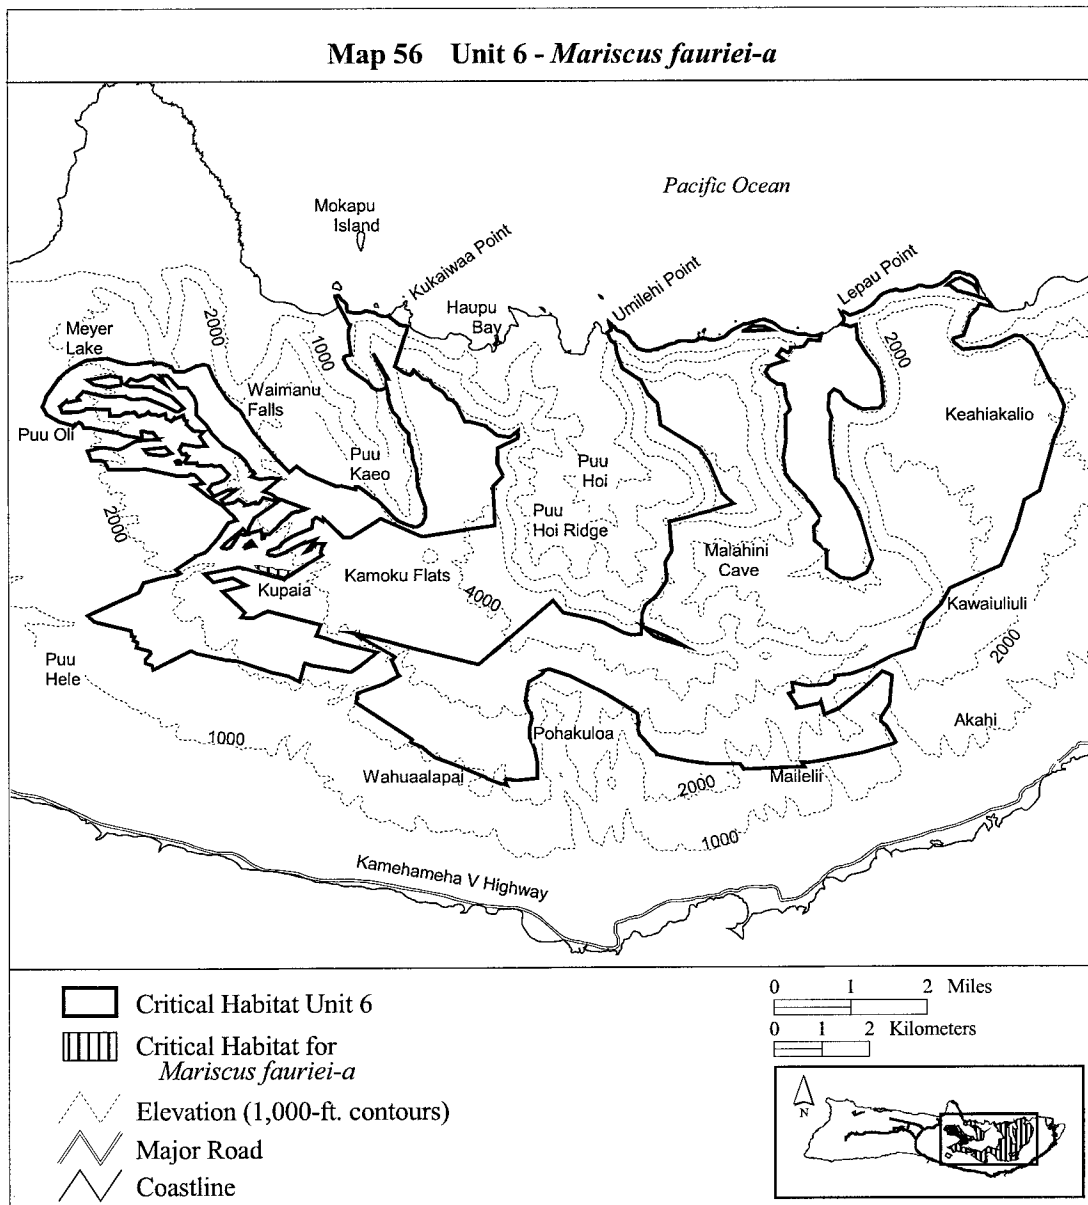 Map 56 Unit 6 - Mariscus fauriei-a
Pacific Ocean
Mokapu
Island
Kukaiwaa Point
Haupu
Bay
Umilehi Point
Lepau Point
Meyer
Lake
2000
1000
2000
Waimanu
Falls
Keahiakalio
Puu Oli
Puu
Kaeo
Puu
Hoi
Puu
Hoi Ridge
2000
Malahini
Cave
Kupaia
Kamoku Flats
4000
Kawaiuliuli
2000
Puu
Hele
1000
Pohakuloa
Akahi
Wahuaalapai
2000
Mailelii
1000
Kamehameha V Highway
Critical Habitat Unit 6
Critical Habitat for
Mariscus fauriei-a
Elevation (1,000-ft. contours)
Major Road
Coastline
0 1 2 Miles
0 1 2 Kilometers
N